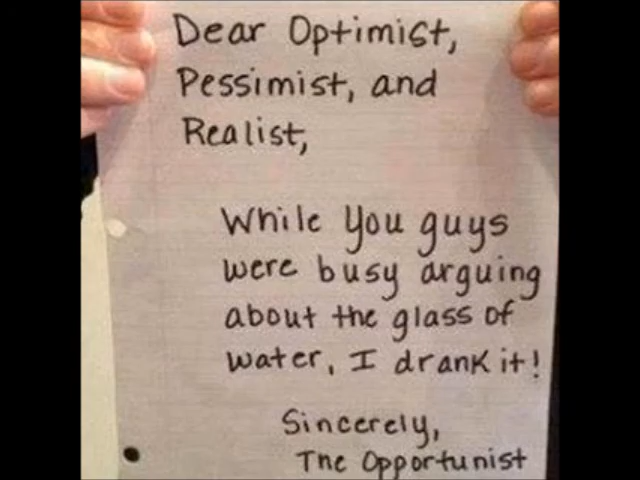 Dear Optimist,
Pessimist, and
Realist,
While you guys
were busy arguing
about the glass of
water, I drank it!
Sincerely,
The Opportunist